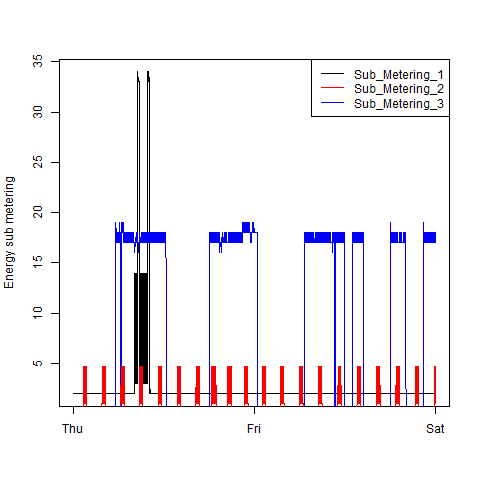 Sub_Metering_1
Sub_Metering_2
Sub_Metering_3
Energy sub metering
35
30
25
20
15
10
5
Thu Fri Sat